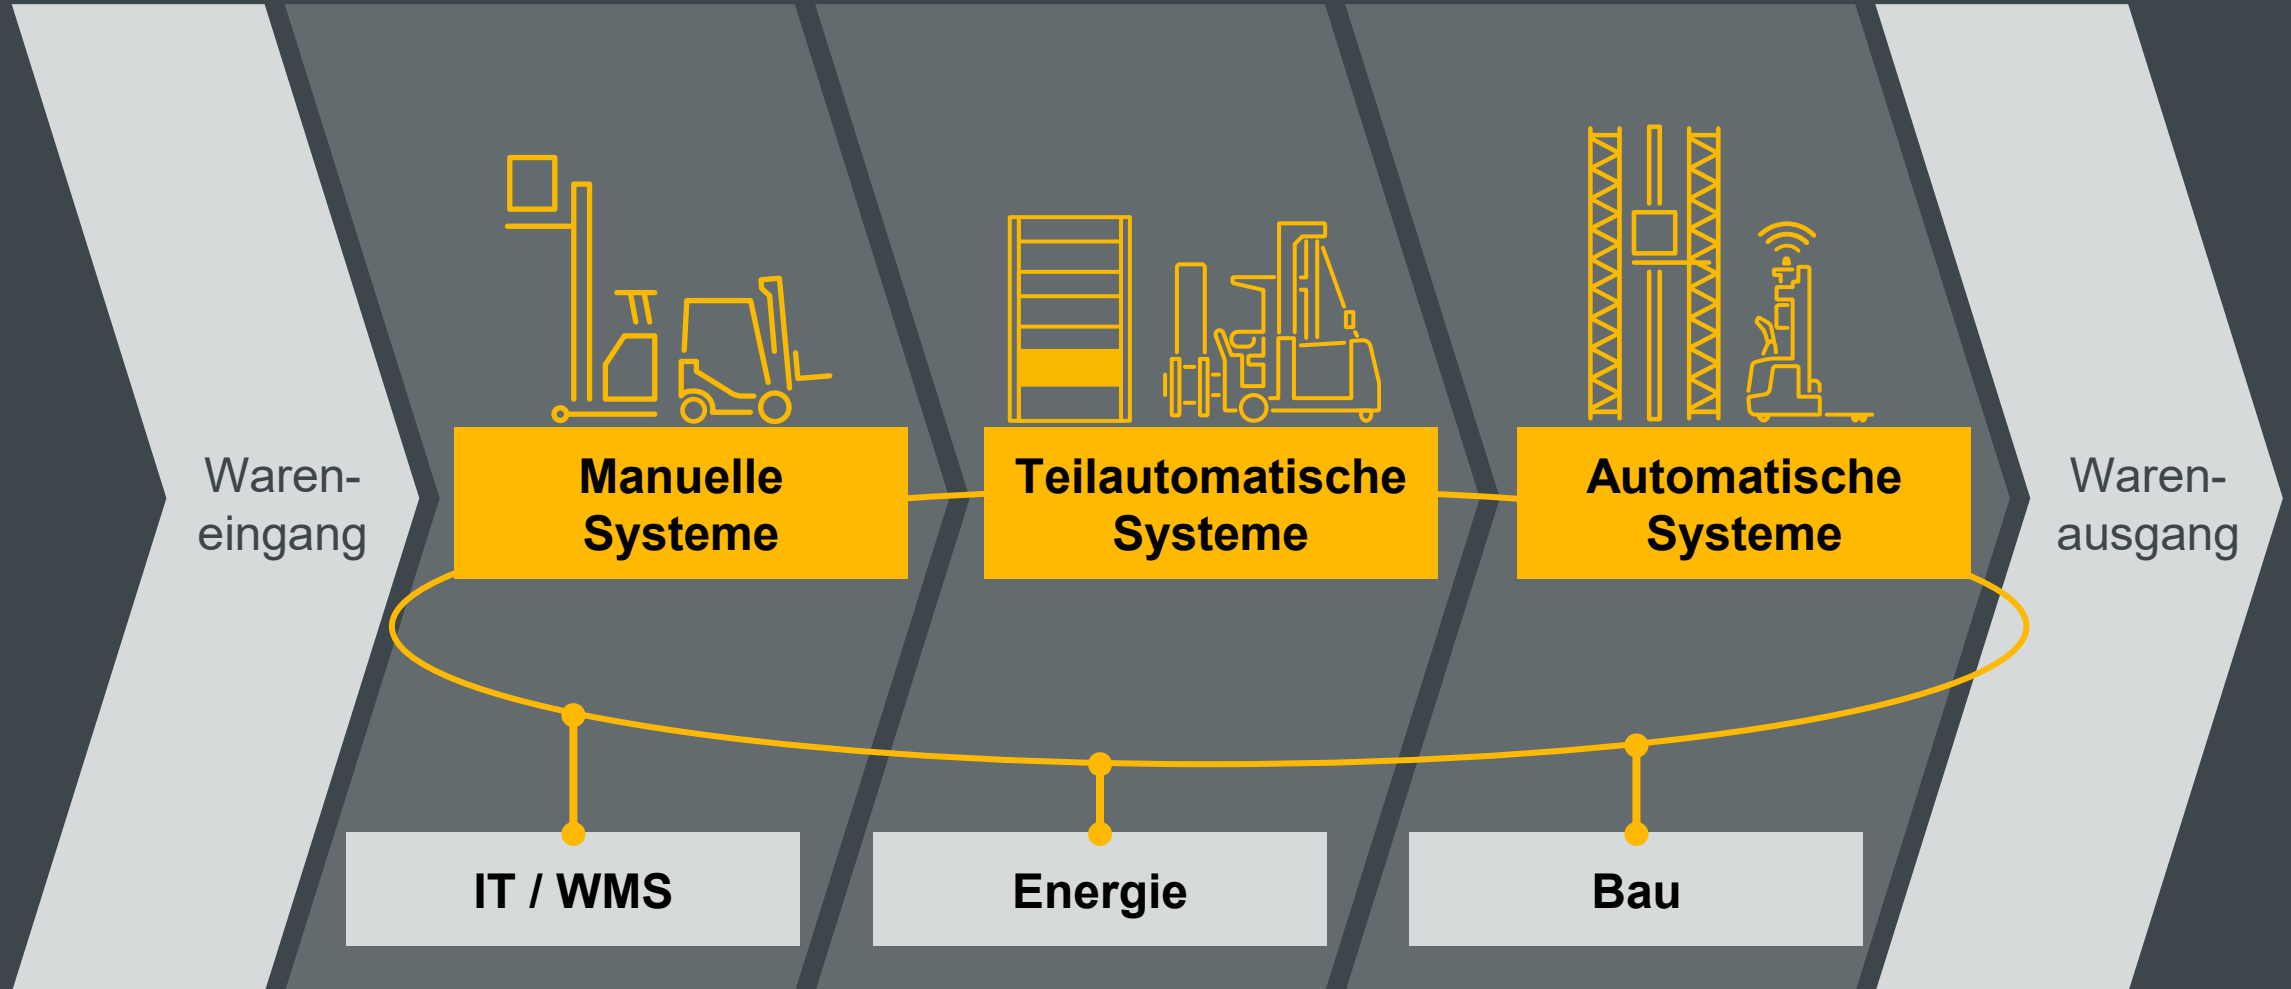 Waren-
eingang
Manuelle
Systeme
Teilautomatische
Systeme
Automatische
Systeme
Waren-
ausgang
IT / WMS
Energie
Bau